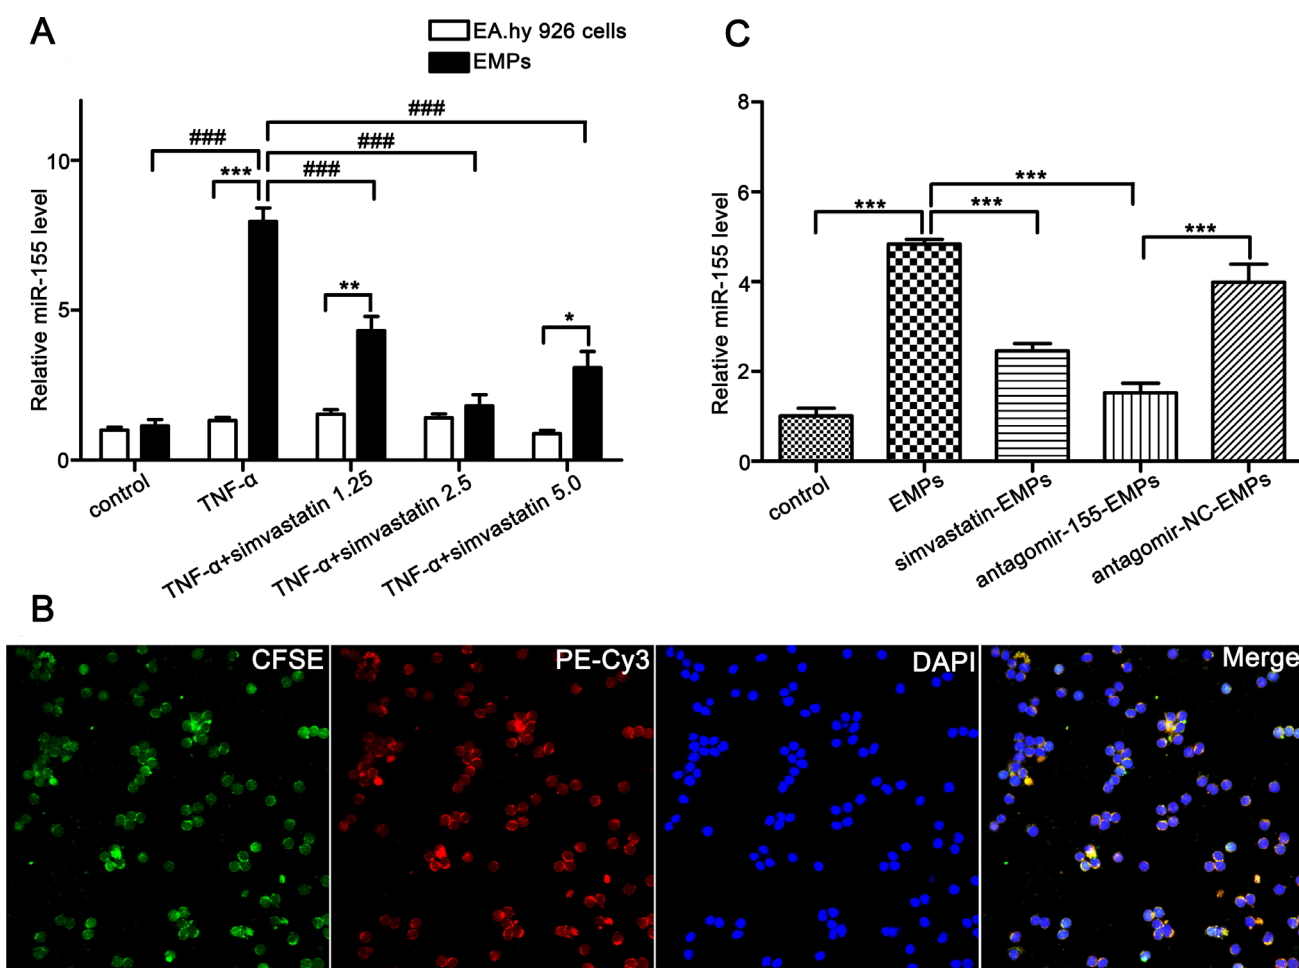 A
EA.hy 926 cells
EMPs
Relative miR-155 level
10
5
0
###
###
###
###
***
**
*
control
TNF-α
TNF-α+simvastatin 1.25
TNF-α+simvastatin 2.5
TNF-α+simvastatin 5.0
C
Relative miR-155 level
8
6
4
2
0
***
***
***
***
control
EMPs
simvastatin-EMPs
antagomir-155-EMPs
antagomir-NC-EMPs
B
CFSE
PE-Cy3
DAPI
Merge